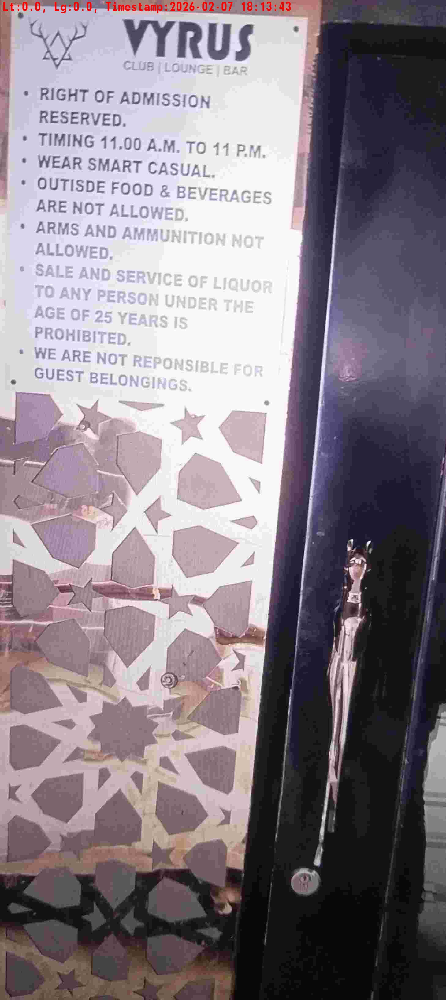 Lt:0.0, Lg:0.0, Timestamp:2026-02-07 18:13:43
VYRUS
CLUB | LOUNGE | BAR
• RIGHT OF ADMISSION
RESERVED.
• TIMING 11.00 A.M. TO 11 P.M.
• WEAR SMART CASUAL.
• OUTISDE FOOD & BEVERAGES
ARE NOT ALLOWED.
• ARMS AND AMMUNITION NOT
ALLOWED.
• SALE AND SERVICE OF LIQUOR
TO ANY PERSON UNDER THE
AGE OF 25 YEARS IS
PROHIBITED.
• WE ARE NOT REPONSIBLE FOR
GUEST BELONGINGS.